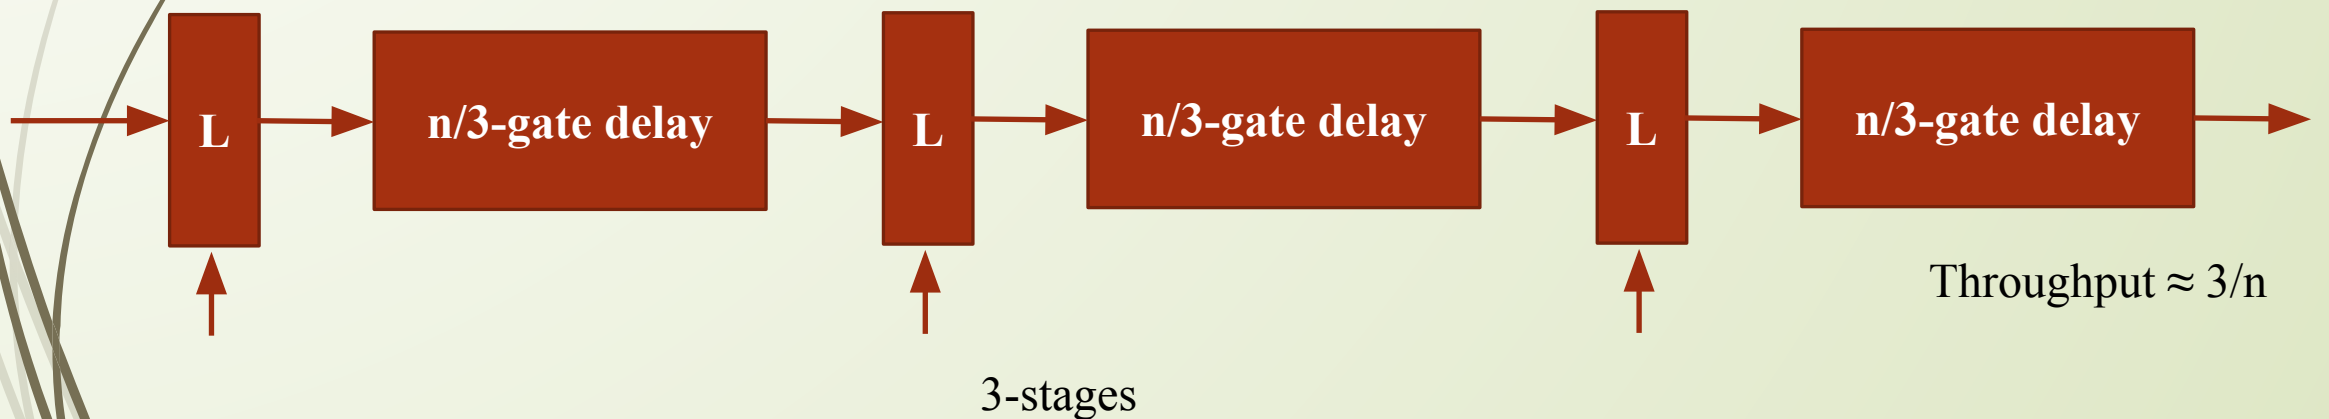 L
n/3-gate delay
L
n/3-gate delay
L
n/3-gate delay
Throughput ≈ 3/n
3-stages